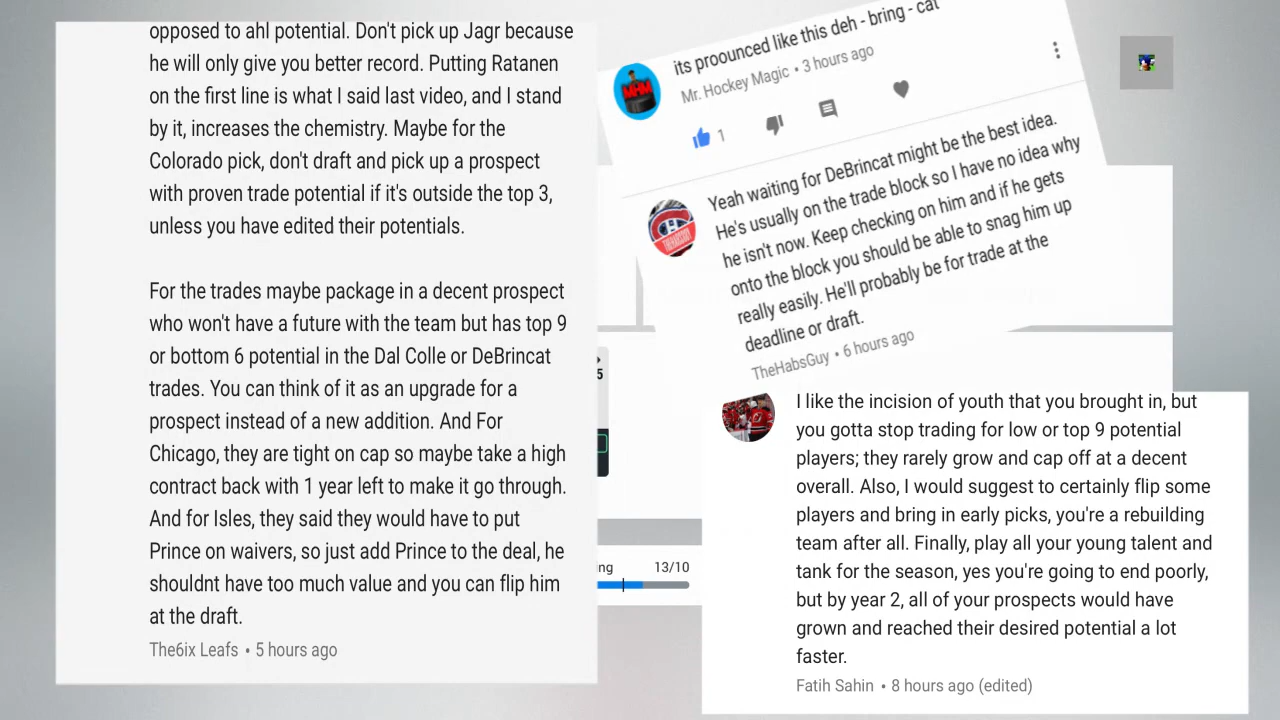 opposed to ahl potential. Don't pick up Jagr because
he will only give you better record. Putting Ratanen
on the first line is what I said last video, and I stand
by it, increases the chemistry. Maybe for the
Colorado pick, don't draft and pick up a prospect
with proven trade potential if it's outside the top 3,
unless you have edited their potentials.
For the trades maybe package in a decent prospect
who won't have a future with the team but has top 9
or bottom 6 potential in the Dal Colle or DeBrincat
trades. You can think of it as an upgrade for a
prospect instead of a new addition. And For
Chicago, they are tight on cap so maybe take a high
contract back with 1 year left to make it go through.
And for Isles, they said they would have to put
Prince on waivers, so just add Prince to the deal, he
shouldnt have too much value and you can flip him
at the draft.
The6ix Leafs • 5 hours ago
its proounced like this deh - bring - cat
Mr. Hockey Magic • 3 hours ago
MHM
1
Yeah waiting for DeBrincat might be the best idea.
He's usually on the trade block so I have no idea why
he isn't now. Keep checking on him and if he gets
onto the block you should be able to snag him up
really easily. He'll probably be for trade at the
deadline or draft.
TheHabsGuy • 6 hours ago
THEHABSGUY
5
ing 13/10
I like the incision of youth that you brought in, but
you gotta stop trading for low or top 9 potential
players; they rarely grow and cap off at a decent
overall. Also, I would suggest to certainly flip some
players and bring in early picks, you're a rebuilding
team after all. Finally, play all your young talent and
tank for the season, yes you're going to end poorly,
but by year 2, all of your prospects would have
grown and reached their desired potential a lot
faster.
Fatih Sahin • 8 hours ago (edited)